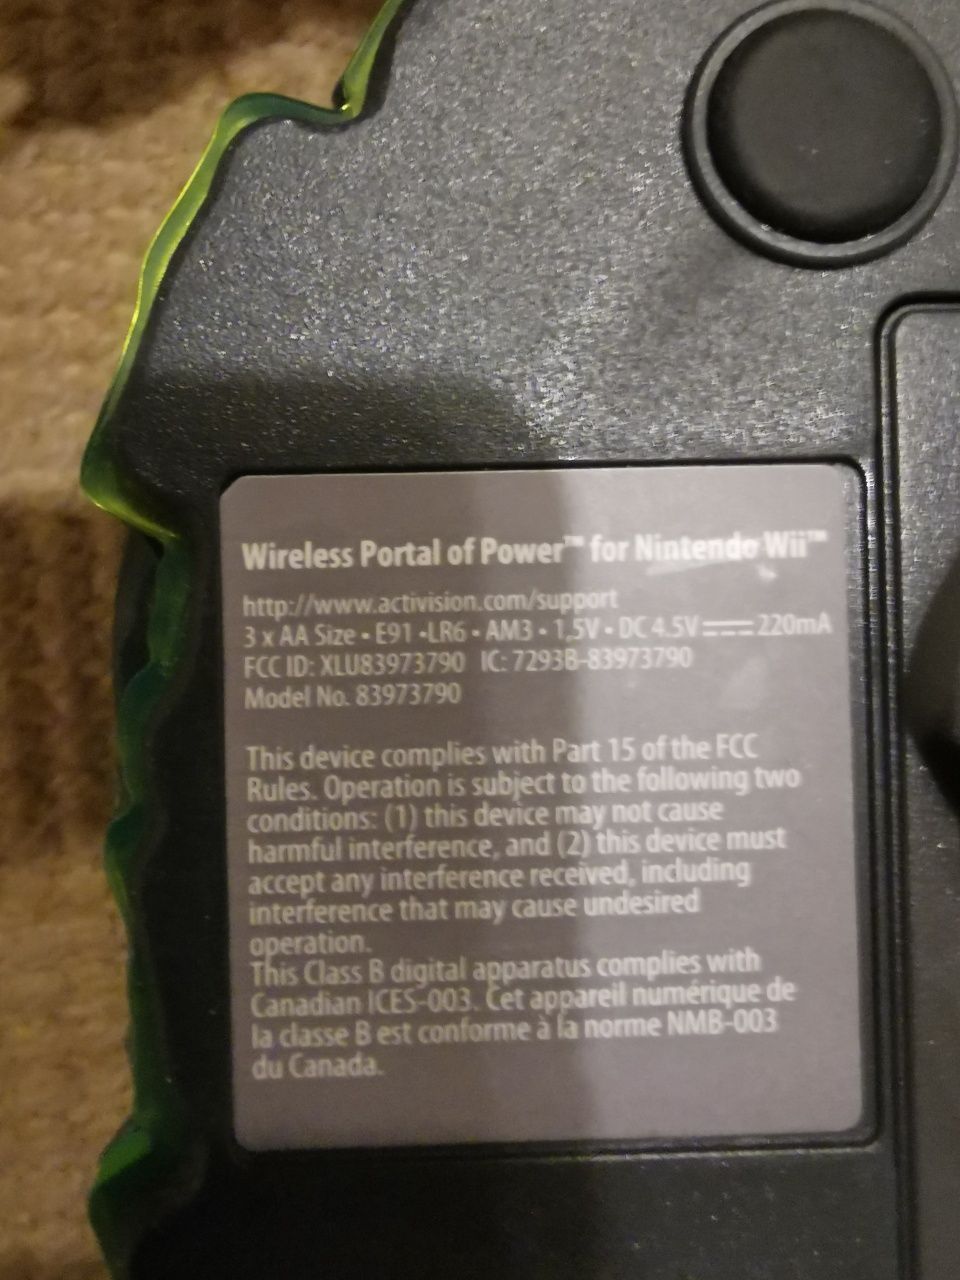 Wireless Portal of Power™ for Nintendo Wii™
http://www.activision.com/support
3 x AA Size • E91 •LR6 • AM3 • 1,5V • DC 4.5V ⎓ 220mA
FCC ID: XLU83973790 IC: 7293B-83973790
Model No. 83973790
This device complies with Part 15 of the FCC
Rules. Operation is subject to the following two
conditions: (1) this device may not cause
harmful interference, and (2) this device must
accept any interference received, including
interference that may cause undesired
operation.
This Class B digital apparatus complies with
Canadian ICES-003. Cet appareil numérique de
la classe B est conforme à la norme NMB-003
du Canada.